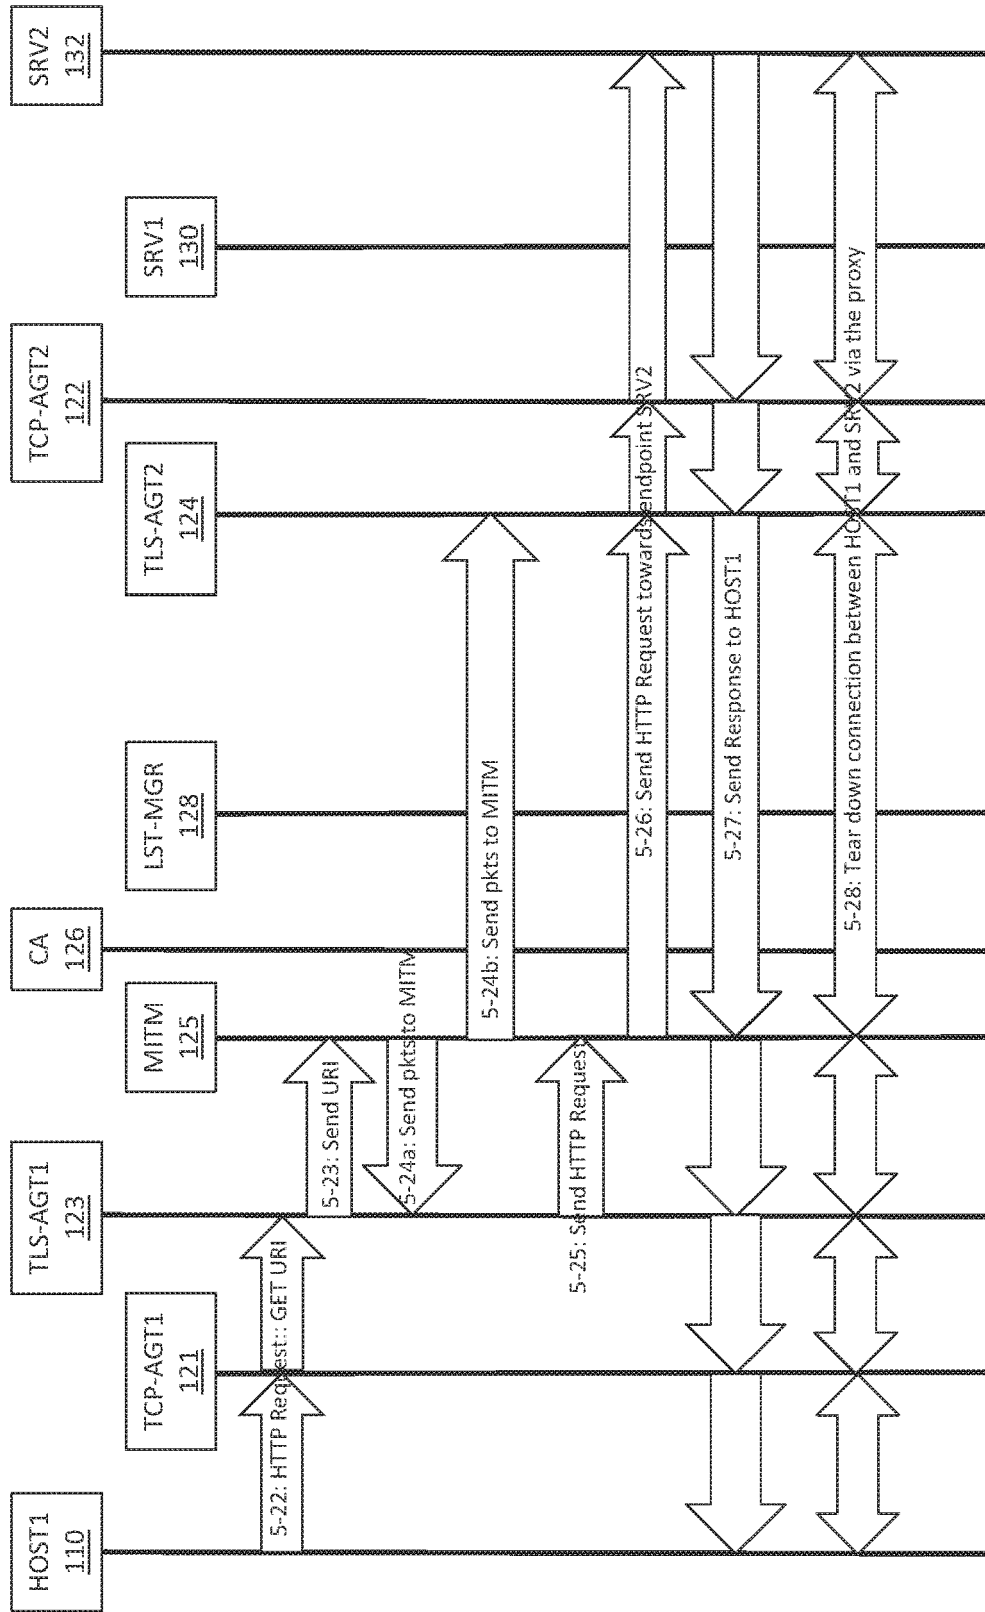 HOST1
110
TCP-AGT1
121
TLS-AGT1
123
MITM
125
CA
126
LST-MGR
128
TLS-AGT2
124
TCP-AGT2
122
SRV1
130
SRV2
132
5-22: HTTP Request:: GET URI
5-23: Send URI
5-24a: Send pkts to MITM
5-24b: Send pkts to MITM
5-25: Send HTTP Request
5-26: Send HTTP Request towards endpoint SRV2
5-27: Send Response to HOST1
5-28: Tear down connection between HOST1 and SRV2 via the proxy